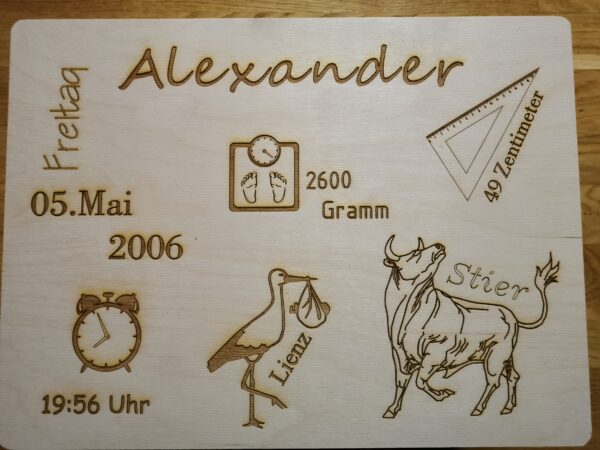 Alexander
Freitag
05.Mai
2006
2600
Gramm
49 Zentimeter
Stier
Lienz
19:56 Uhr